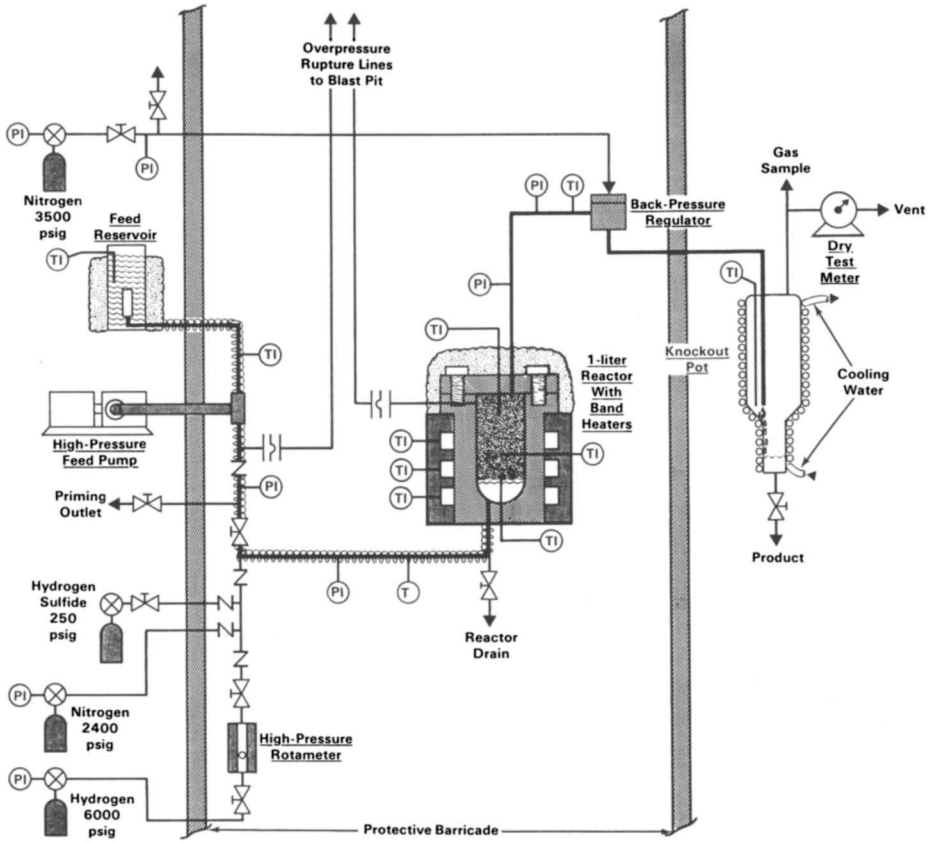 Overpressure
Rupture Lines
to Blast Pit
PI
PI
Nitrogen
3500
psig
Gas
Sample
Vent
Dry
Test
Meter
PI
TI
Back-Pressure
Regulator
Feed
Reservoir
TI
PI
TI
TI
TI
Knockout
Pot
Cooling
Water
1-liter
Reactor
With
Band
Heaters
High-Pressure
Feed Pump
TI
TI
TI
TI
TI
PI
Priming
Outlet
PI
T
Product
Hydrogen
Sulfide
250
psig
Reactor
Drain
PI
Nitrogen
2400
psig
High-Pressure
Rotameter
PI
Hydrogen
6000
psig
Protective Barricade